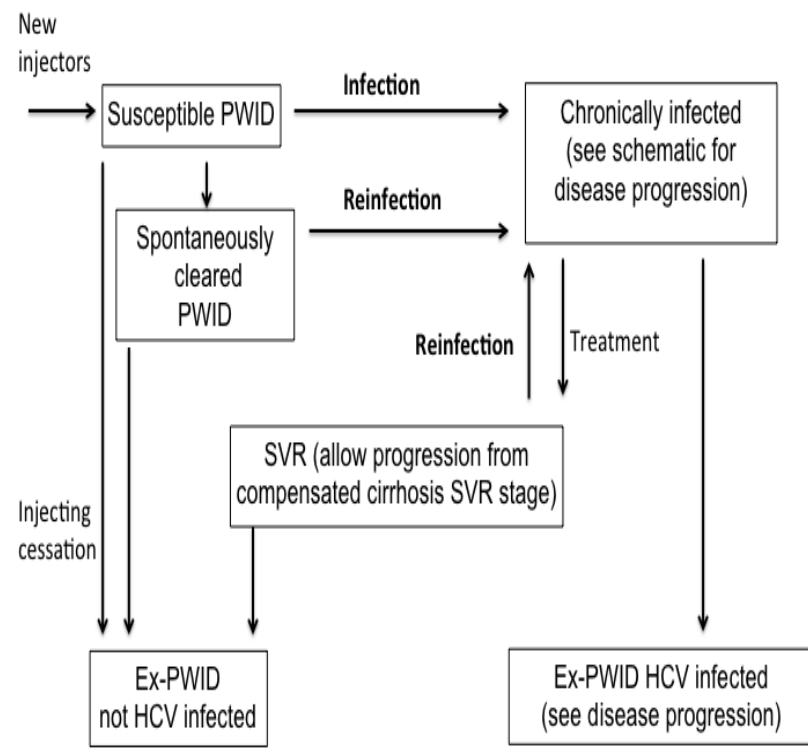 New
injectors
Susceptible PWID
Infection
Chronically infected
(see schematic for
disease progression)
Reinfection
Spontaneously
cleared
PWID
Reinfection
Treatment
SVR (allow progression from
compensated cirrhosis SVR stage)
Injecting
cessation
Ex-PWID
not HCV infected
Ex-PWID HCV infected
(see disease progression)